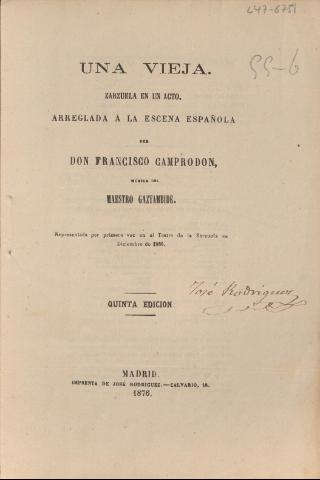 L47-6751
55-6
UNA VIEJA.
ZARZUELA EN UN ACTO,
ARREGLADA Á LA ESCENA ESPAÑOLA
POR
DON FRANCISCO CAMPRODON,
MÚSICA DEL
MAESTRO GAZTAMBIDE.
Representada por primera vez en el Teatro de la Zarzuela en
Diciembre de 1860.
José Rodriguez
QUINTA EDICION.
MADRID.
IMPRENTA DE JOSÉ RODRIGUEZ.—CALVARIO, 18.
1876.